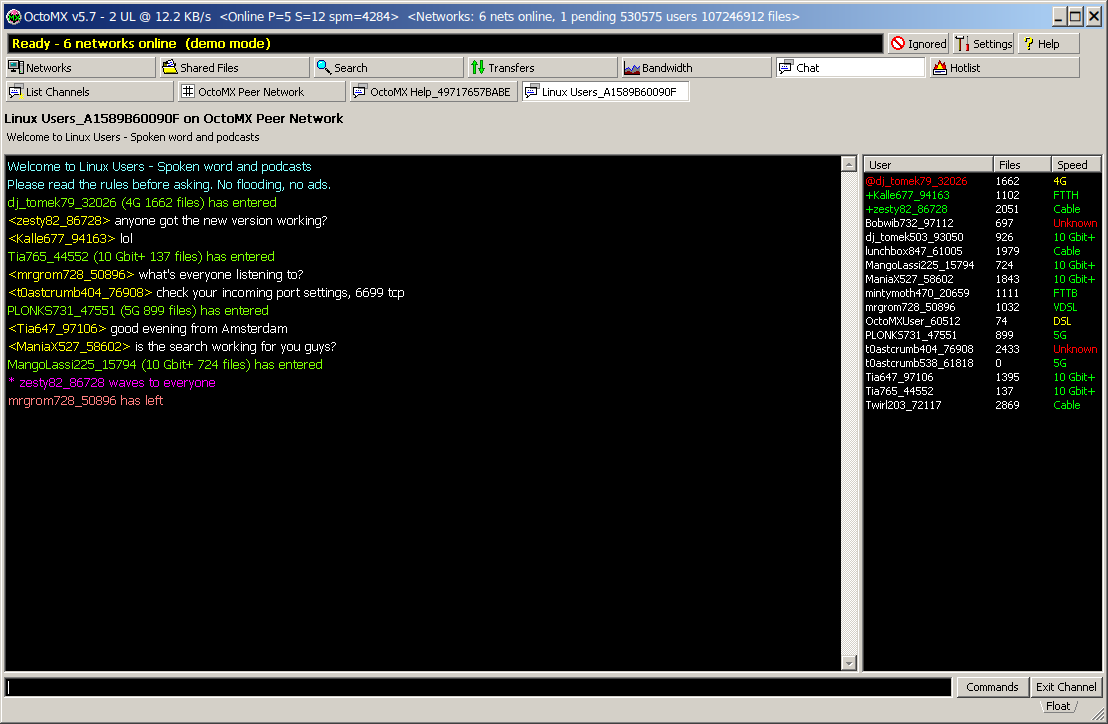 OctoMX v5.7 - 2 UL @ 12.2 KB/s <Online P=5 S=12 spm=4284> <Networks: 6 nets online, 1 pending 530575 users 107246912 files>
Ready - 6 networks online (demo mode) Ignored Settings ? Help
Networks Shared Files Search Transfers Bandwidth Chat Hotlist
List Channels OctoMX Peer Network OctoMX Help_49717657BABE Linux Users_A1589B60090F
Linux Users_A1589B60090F on OctoMX Peer Network
Welcome to Linux Users - Spoken word and podcasts
Welcome to Linux Users - Spoken word and podcasts
Please read the rules before asking. No flooding, no ads.
dj_tomek79_32026 (4G 1662 files) has entered
<zesty82_86728> anyone got the new version working?
<Kalle677_94163> lol
Tia765_44552 (10 Gbit+ 137 files) has entered
<mrgrom728_50896> what's everyone listening to?
<t0astcrumb404_76908> check your incoming port settings, 6699 tcp
PLONKS731_47551 (5G 899 files) has entered
<Tia647_97106> good evening from Amsterdam
<ManiaX527_58602> is the search working for you guys?
MangoLassi225_15794 (10 Gbit+ 724 files) has entered
* zesty82_86728 waves to everyone
mrgrom728_50896 has left
User Files Speed
@dj_tomek79_32026 1662 4G
+Kalle677_94163 1102 FTTH
+zesty82_86728 2051 Cable
Bobwib732_97112 697 Unknown
dj_tomek503_93050 926 10 Gbit+
lunchbox847_61005 1979 Cable
MangoLassi225_15794 724 10 Gbit+
ManiaX527_58602 1843 10 Gbit+
mintymoth470_20659 1111 FTTB
mrgrom728_50896 1032 VDSL
OctoMXUser_60512 74 DSL
PLONKS731_47551 899 5G
t0astcrumb404_76908 2433 Unknown
t0astcrumb538_61818 0 5G
Tia647_97106 1395 10 Gbit+
Tia765_44552 137 10 Gbit+
Twirl203_72117 2869 Cable
Commands Exit Channel
Float